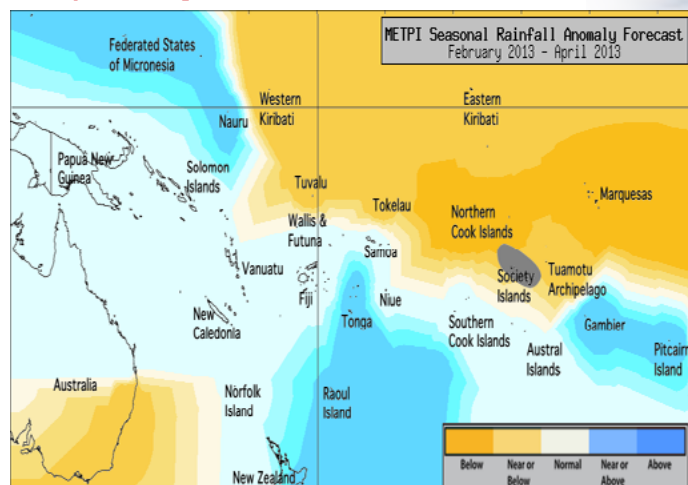 METPI Seasonal Rainfall Anomaly Forecast
February 2013 - April 2013
Federated States
of Micronesia
Western
Kiribati
Eastern
Kiribati
Nauru
Papua New
Guinea
Solomon
Islands
Tuvalu
Tokelau
Marquesas
Northern
Cook Islands
Wallis &
Futuna
Samoa
Vanuatu
Fiji
Niue
Society
Islands
Tuamotu
Archipelago
New
Caledonia
Tonga
Southern
Cook Islands
Gambier
Austral
Islands
Pitcairn
Island
Australia
Norfolk
Island
Raoul
Island
New Zealand
Below
Near or
Below
Normal
Near or
Above
Above